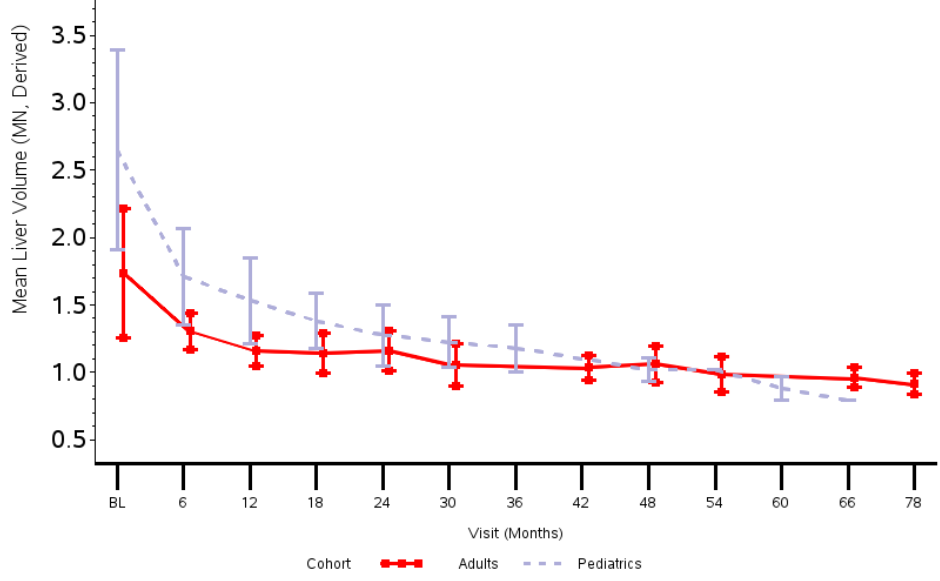 Mean Liver Volume (MN, Derived)
3.5
3.0
2.5
2.0
1.5
1.0
0.5
BL 6 12 18 24 30 36 42 48 54 60 66 78
Visit (Months)
Cohort Adults Pediatrics